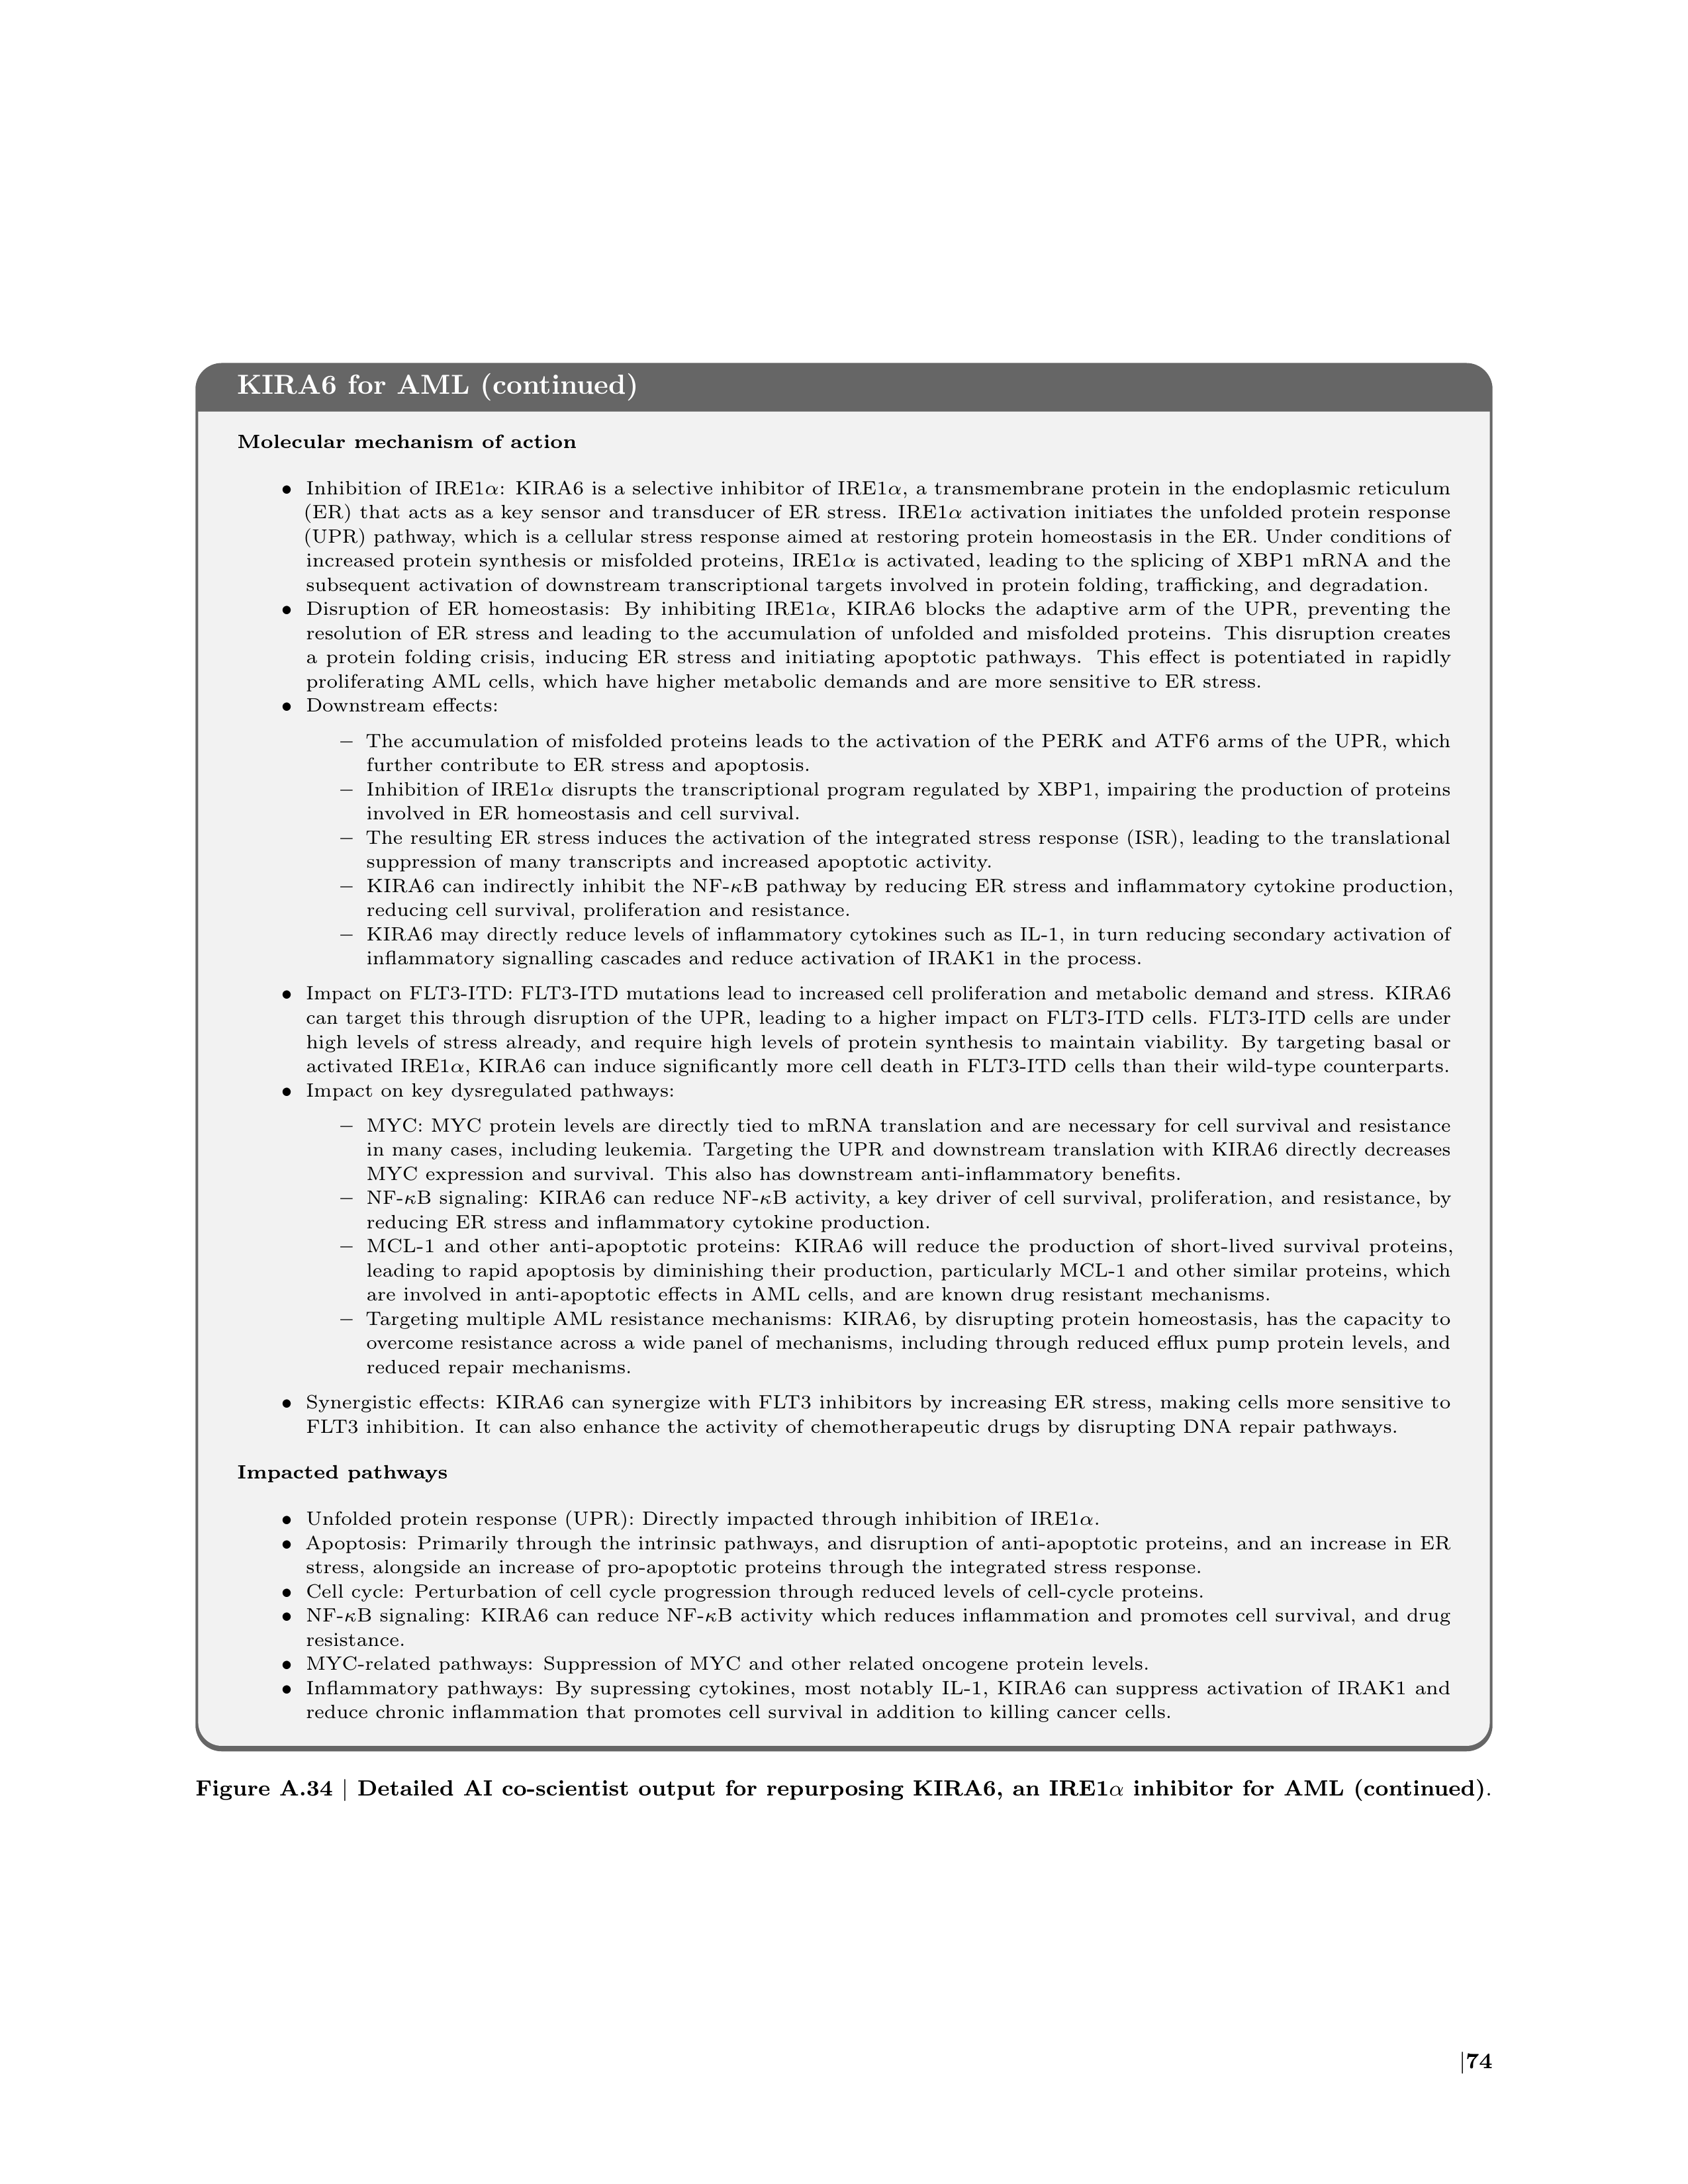 KIRA6 for AML (continued)
Molecular mechanism of action
• Inhibition of IRE1α: KIRA6 is a selective inhibitor of IRE1α, a transmembrane protein in the endoplasmic reticulum
(ER) that acts as a key sensor and transducer of ER stress. IRE1α activation initiates the unfolded protein response
(UPR) pathway, which is a cellular stress response aimed at restoring protein homeostasis in the ER. Under conditions of
increased protein synthesis or misfolded proteins, IRE1α is activated, leading to the splicing of XBP1 mRNA and the
subsequent activation of downstream transcriptional targets involved in protein folding, trafficking, and degradation.
• Disruption of ER homeostasis: By inhibiting IRE1α, KIRA6 blocks the adaptive arm of the UPR, preventing the
resolution of ER stress and leading to the accumulation of unfolded and misfolded proteins. This disruption creates
a protein folding crisis, inducing ER stress and initiating apoptotic pathways. This effect is potentiated in rapidly
proliferating AML cells, which have higher metabolic demands and are more sensitive to ER stress.
• Downstream effects:
– The accumulation of misfolded proteins leads to the activation of the PERK and ATF6 arms of the UPR, which
further contribute to ER stress and apoptosis.
– Inhibition of IRE1α disrupts the transcriptional program regulated by XBP1, impairing the production of proteins
involved in ER homeostasis and cell survival.
– The resulting ER stress induces the activation of the integrated stress response (ISR), leading to the translational
suppression of many transcripts and increased apoptotic activity.
– KIRA6 can indirectly inhibit the NF-κB pathway by reducing ER stress and inflammatory cytokine production,
reducing cell survival, proliferation and resistance.
– KIRA6 may directly reduce levels of inflammatory cytokines such as IL-1, in turn reducing secondary activation of
inflammatory signalling cascades and reduce activation of IRAK1 in the process.
• Impact on FLT3-ITD: FLT3-ITD mutations lead to increased cell proliferation and metabolic demand and stress. KIRA6
can target this through disruption of the UPR, leading to a higher impact on FLT3-ITD cells. FLT3-ITD cells are under
high levels of stress already, and require high levels of protein synthesis to maintain viability. By targeting basal or
activated IRE1α, KIRA6 can induce significantly more cell death in FLT3-ITD cells than their wild-type counterparts.
• Impact on key dysregulated pathways:
– MYC: MYC protein levels are directly tied to mRNA translation and are necessary for cell survival and resistance
in many cases, including leukemia. Targeting the UPR and downstream translation with KIRA6 directly decreases
MYC expression and survival. This also has downstream anti-inflammatory benefits.
– NF-κB signaling: KIRA6 can reduce NF-κB activity, a key driver of cell survival, proliferation, and resistance, by
reducing ER stress and inflammatory cytokine production.
– MCL-1 and other anti-apoptotic proteins: KIRA6 will reduce the production of short-lived survival proteins,
leading to rapid apoptosis by diminishing their production, particularly MCL-1 and other similar proteins, which
are involved in anti-apoptotic effects in AML cells, and are known drug resistant mechanisms.
– Targeting multiple AML resistance mechanisms: KIRA6, by disrupting protein homeostasis, has the capacity to
overcome resistance across a wide panel of mechanisms, including through reduced efflux pump protein levels, and
reduced repair mechanisms.
• Synergistic effects: KIRA6 can synergize with FLT3 inhibitors by increasing ER stress, making cells more sensitive to
FLT3 inhibition. It can also enhance the activity of chemotherapeutic drugs by disrupting DNA repair pathways.
Impacted pathways
• Unfolded protein response (UPR): Directly impacted through inhibition of IRE1α.
• Apoptosis: Primarily through the intrinsic pathways, and disruption of anti-apoptotic proteins, and an increase in ER
stress, alongside an increase of pro-apoptotic proteins through the integrated stress response.
• Cell cycle: Perturbation of cell cycle progression through reduced levels of cell-cycle proteins.
• NF-κB signaling: KIRA6 can reduce NF-κB activity which reduces inflammation and promotes cell survival, and drug
resistance.
• MYC-related pathways: Suppression of MYC and other related oncogene protein levels.
• Inflammatory pathways: By supressing cytokines, most notably IL-1, KIRA6 can suppress activation of IRAK1 and
reduce chronic inflammation that promotes cell survival in addition to killing cancer cells.
Figure A.34 | Detailed AI co-scientist output for repurposing KIRA6, an IRE1α inhibitor for AML (continued).
|74